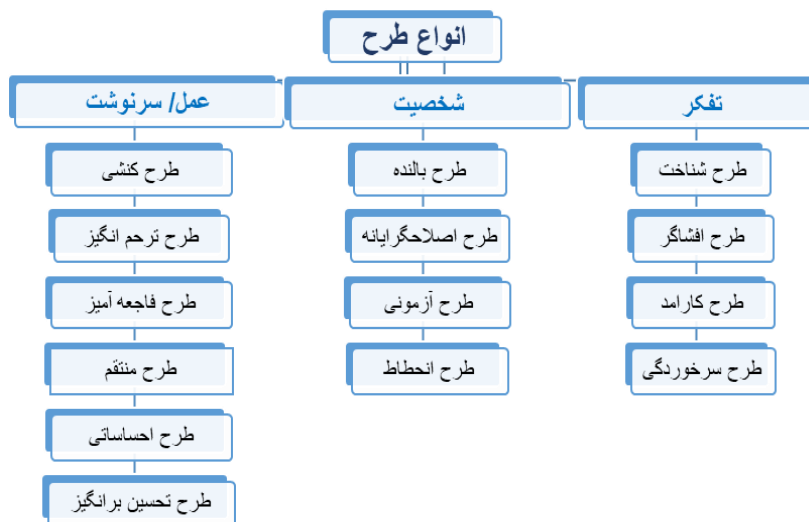 انواع طرح
تفکر
طرح شناخت
طرح افشاگر
طرح کارامد
طرح سرخوردگی
شخصیت
طرح بالنده
طرح اصلاحگرایانه
طرح آزمونی
طرح انحطاط
عمل/ سرنوشت
طرح کنشی
طرح ترحم انگیز
طرح فاجعه آمیز
طرح منتقم
طرح احساساتی
طرح تحسین برانگیز